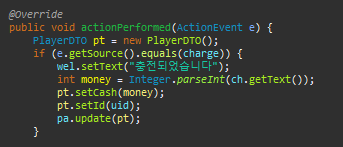 @Override
public void actionPerformed(ActionEvent e) {
PlayerDTO pt = new PlayerDTO();
if (e.getSource().equals(charge)) {
wel.setText("충전되었습니다");
int money = Integer.parseInt(ch.getText());
pt.setCash(money);
pt.setId(uid);
pa.update(pt);
}